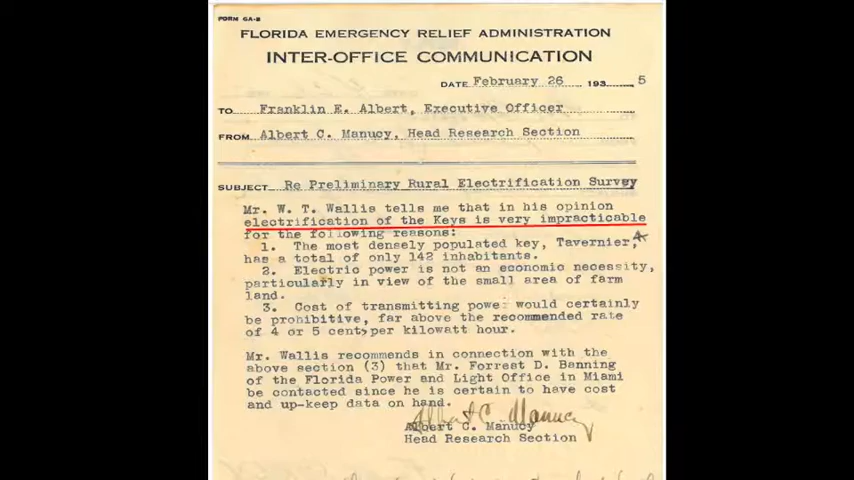 FORM GA-2
FLORIDA EMERGENCY RELIEF ADMINISTRATION
INTER-OFFICE COMMUNICATION
DATE February 26 193 5
TO Franklin E. Albert, Executive Officer
FROM Albert C. Manucy, Head Research Section
SUBJECT Re Preliminary Rural Electrification Survey
Mr. W. T. Wallis tells me that in his opinion
electrification of the Keys is very impracticable
for the following reasons:
1. The most densely populated key, Tavernier,
has a total of only 142 inhabitants.
2. Electric power is not an economic necessity,
particularly in view of the small area of farm
land.
3. Cost of transmitting power would certainly
be prohibitive, far above the recommended rate
of 4 or 5 cents per kilowatt hour.
Mr. Wallis recommends in connection with the
above section (3) that Mr. Forrest D. Banning
of the Florida Power and Light Office in Miami
be contacted since he is certain to have cost
and up-keep data on hand.
Albert C. Manucy
Albert C. Manucy
Head Research Section